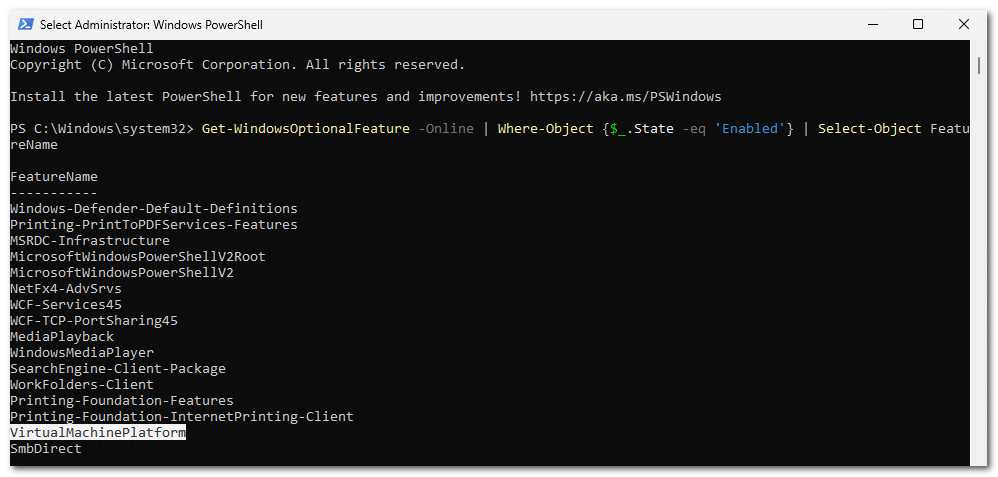 Select Administrator: Windows PowerShell
Windows PowerShell
Copyright (C) Microsoft Corporation. All rights reserved.
Install the latest PowerShell for new features and improvements! https://aka.ms/PSWindows
PS C:\Windows\system32> Get-WindowsOptionalFeature -Online | Where-Object {$_.State -eq 'Enabled'} | Select-Object Featu
reName
FeatureName
-----------
Windows-Defender-Default-Definitions
Printing-PrintToPDFServices-Features
MSRDC-Infrastructure
MicrosoftWindowsPowerShellV2Root
MicrosoftWindowsPowerShellV2
NetFx4-AdvSrvs
WCF-Services45
WCF-TCP-PortSharing45
MediaPlayback
WindowsMediaPlayer
SearchEngine-Client-Package
WorkFolders-Client
Printing-Foundation-Features
Printing-Foundation-InternetPrinting-Client
VirtualMachinePlatform
SmbDirect